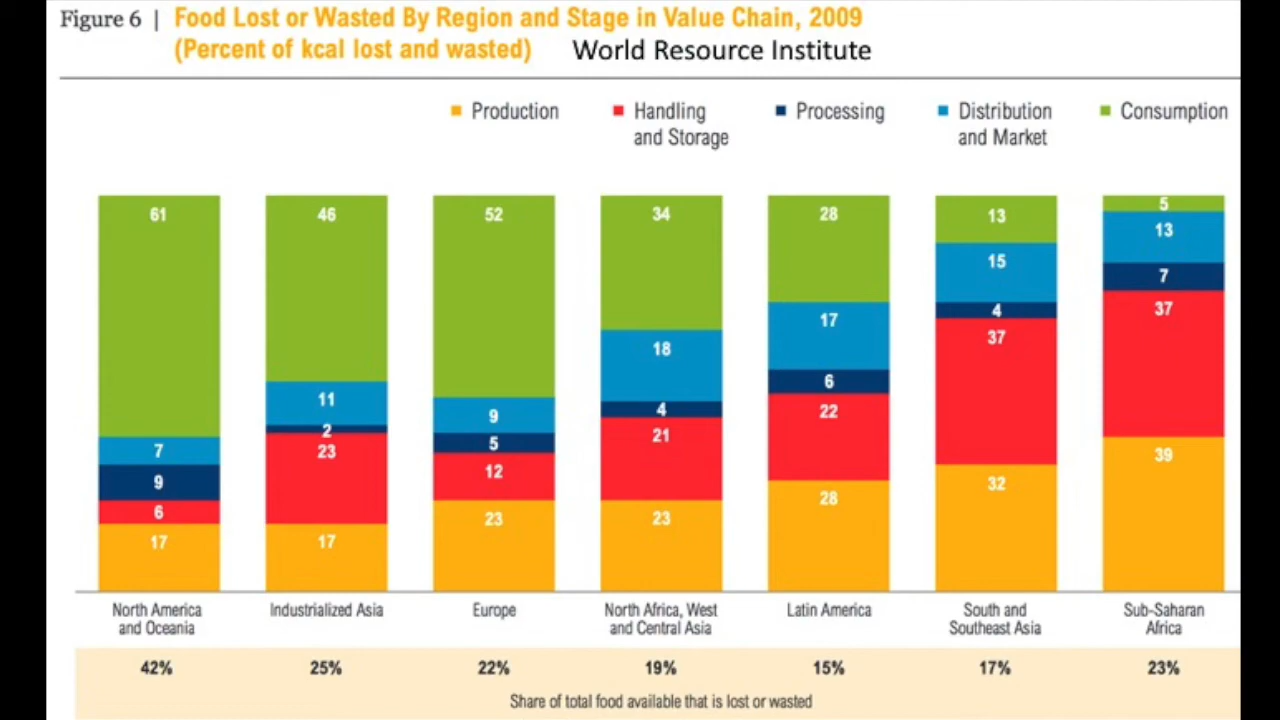 Figure 6 | Food Lost or Wasted By Region and Stage in Value Chain, 2009
(Percent of kcal lost and wasted) World Resource Institute
Production Handling Processing Distribution Consumption
and Storage and Market
61 46 52 34 28 13 5
7 11 9 18 17 15 13
9 2 5 4 6 4 7
6 23 12 21 22 37 37
17 17 23 23 28 32 39
North America Industrialized Asia Europe North Africa, West Latin America South and Sub-Saharan
and Oceania and Central Asia Southeast Asia Africa
42% 25% 22% 19% 15% 17% 23%
Share of total food available that is lost or wasted